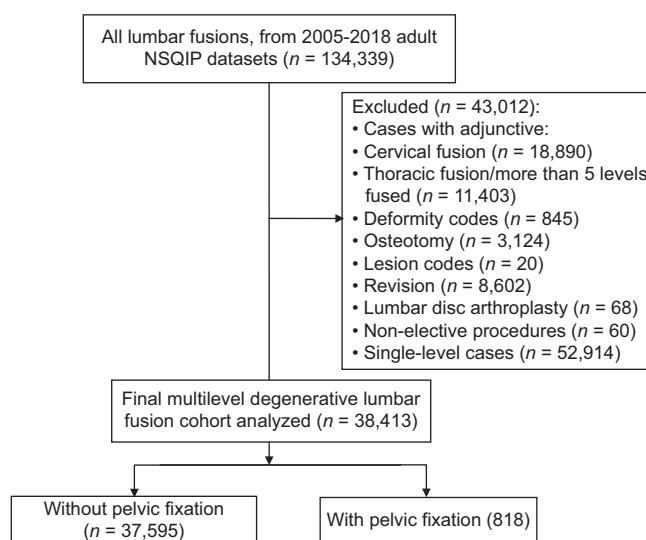 All lumbar fusions, from 2005-2018 adult
NSQIP datasets (n = 134,339)
Excluded (n = 43,012):
• Cases with adjunctive:
• Cervical fusion (n = 18,890)
• Thoracic fusion/more than 5 levels
fused (n = 11,403)
• Deformity codes (n = 845)
• Osteotomy (n = 3,124)
• Lesion codes (n = 20)
• Revision (n = 8,602)
• Lumbar disc arthroplasty (n = 68)
• Non-elective procedures (n = 60)
• Single-level cases (n = 52,914)
Final multilevel degenerative lumbar
fusion cohort analyzed (n = 38,413)
Without pelvic fixation
(n = 37,595)
With pelvic fixation (818)